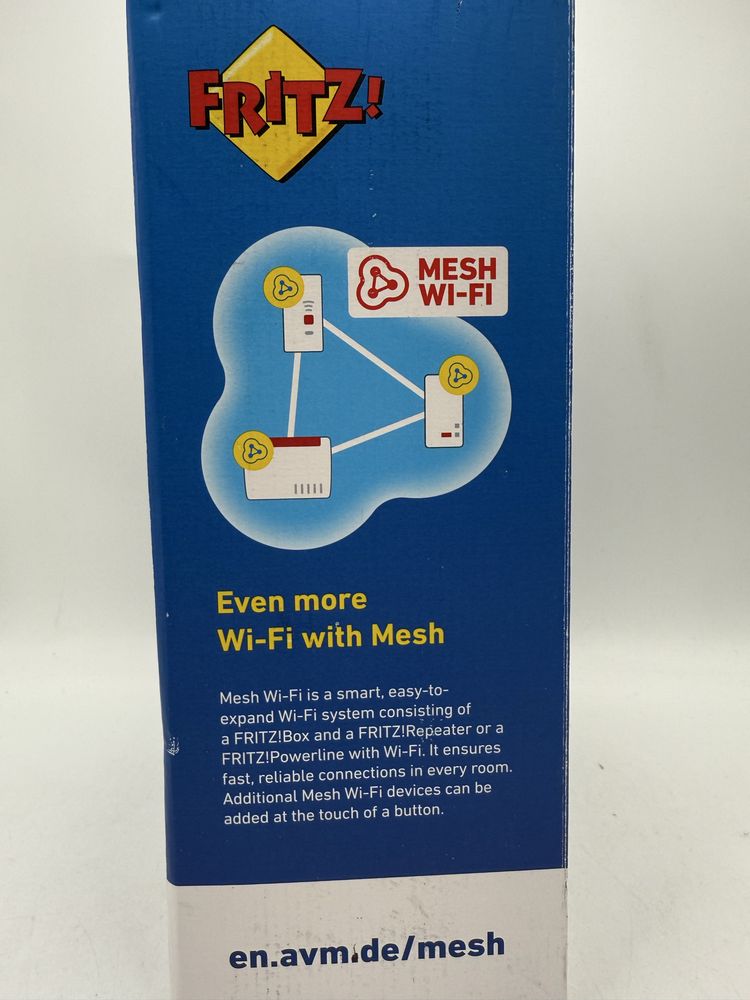 FRITZ!
MESH
WI-FI
Even more
Wi-Fi with Mesh
Mesh Wi-Fi is a smart, easy-to-
expand Wi-Fi system consisting of
a FRITZ!Box and a FRITZ!Repeater or a
FRITZ!Powerline with Wi-Fi. It ensures
fast, reliable connections in every room.
Additional Mesh Wi-Fi devices can be
added at the touch of a button.
en.avm.de/mesh